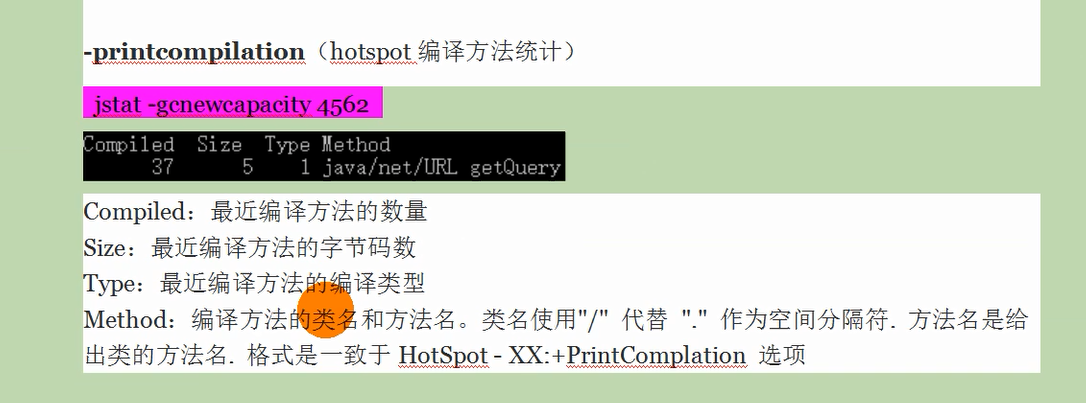 -printcompilation（hotspot 编译方法统计）
jstat -gcnewcapacity 4562
Compiled  Size  Type Method
37  5  1 java/net/URL getQuery
Compiled：最近编译方法的数量
Size：最近编译方法的字节码数
Type：最近编译方法的编译类型
Method：编译方法的类名和方法名。类名使用"/" 代替 "." 作为空间分隔符. 方法名是给
出类的方法名. 格式是一致于 HotSpot - XX:+PrintComplation 选项